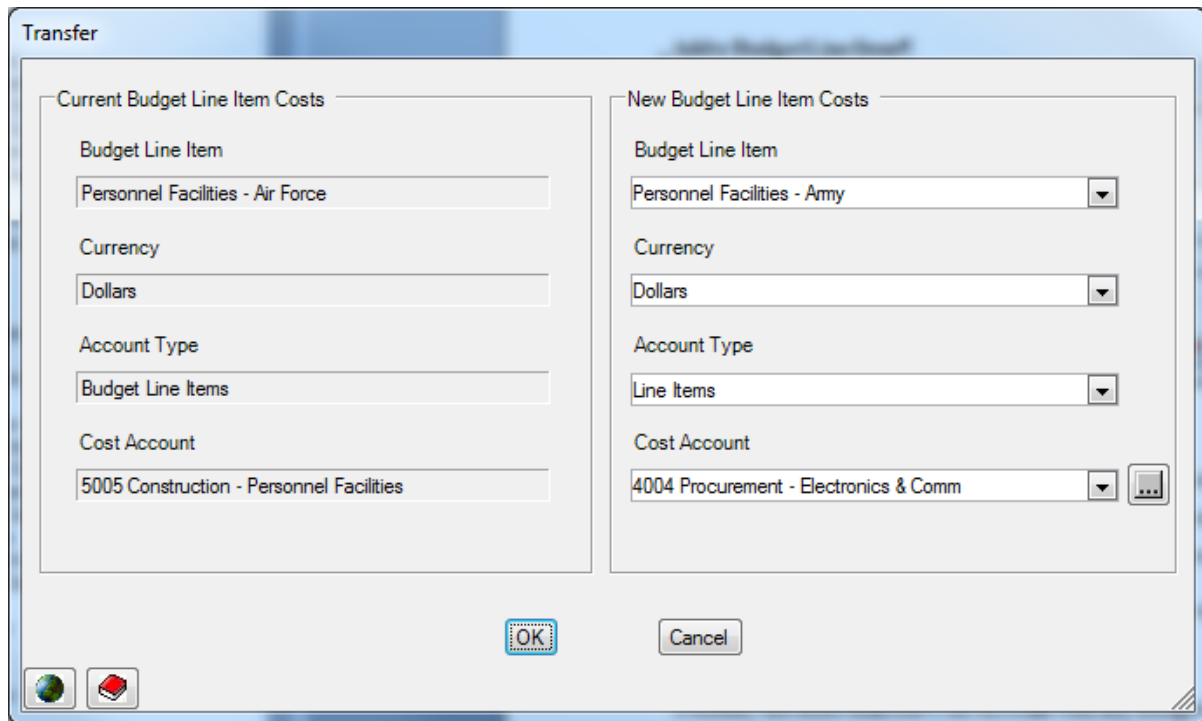 Transfer
Current Budget Line Item Costs
Budget Line Item
Personnel Facilities - Air Force
Currency
Dollars
Account Type
Budget Line Items
Cost Account
5005 Construction - Personnel Facilities
New Budget Line Item Costs
Budget Line Item
Personnel Facilities - Army
Currency
Dollars
Account Type
Line Items
Cost Account
4004 Procurement - Electronics & Comm
...
OK
Cancel